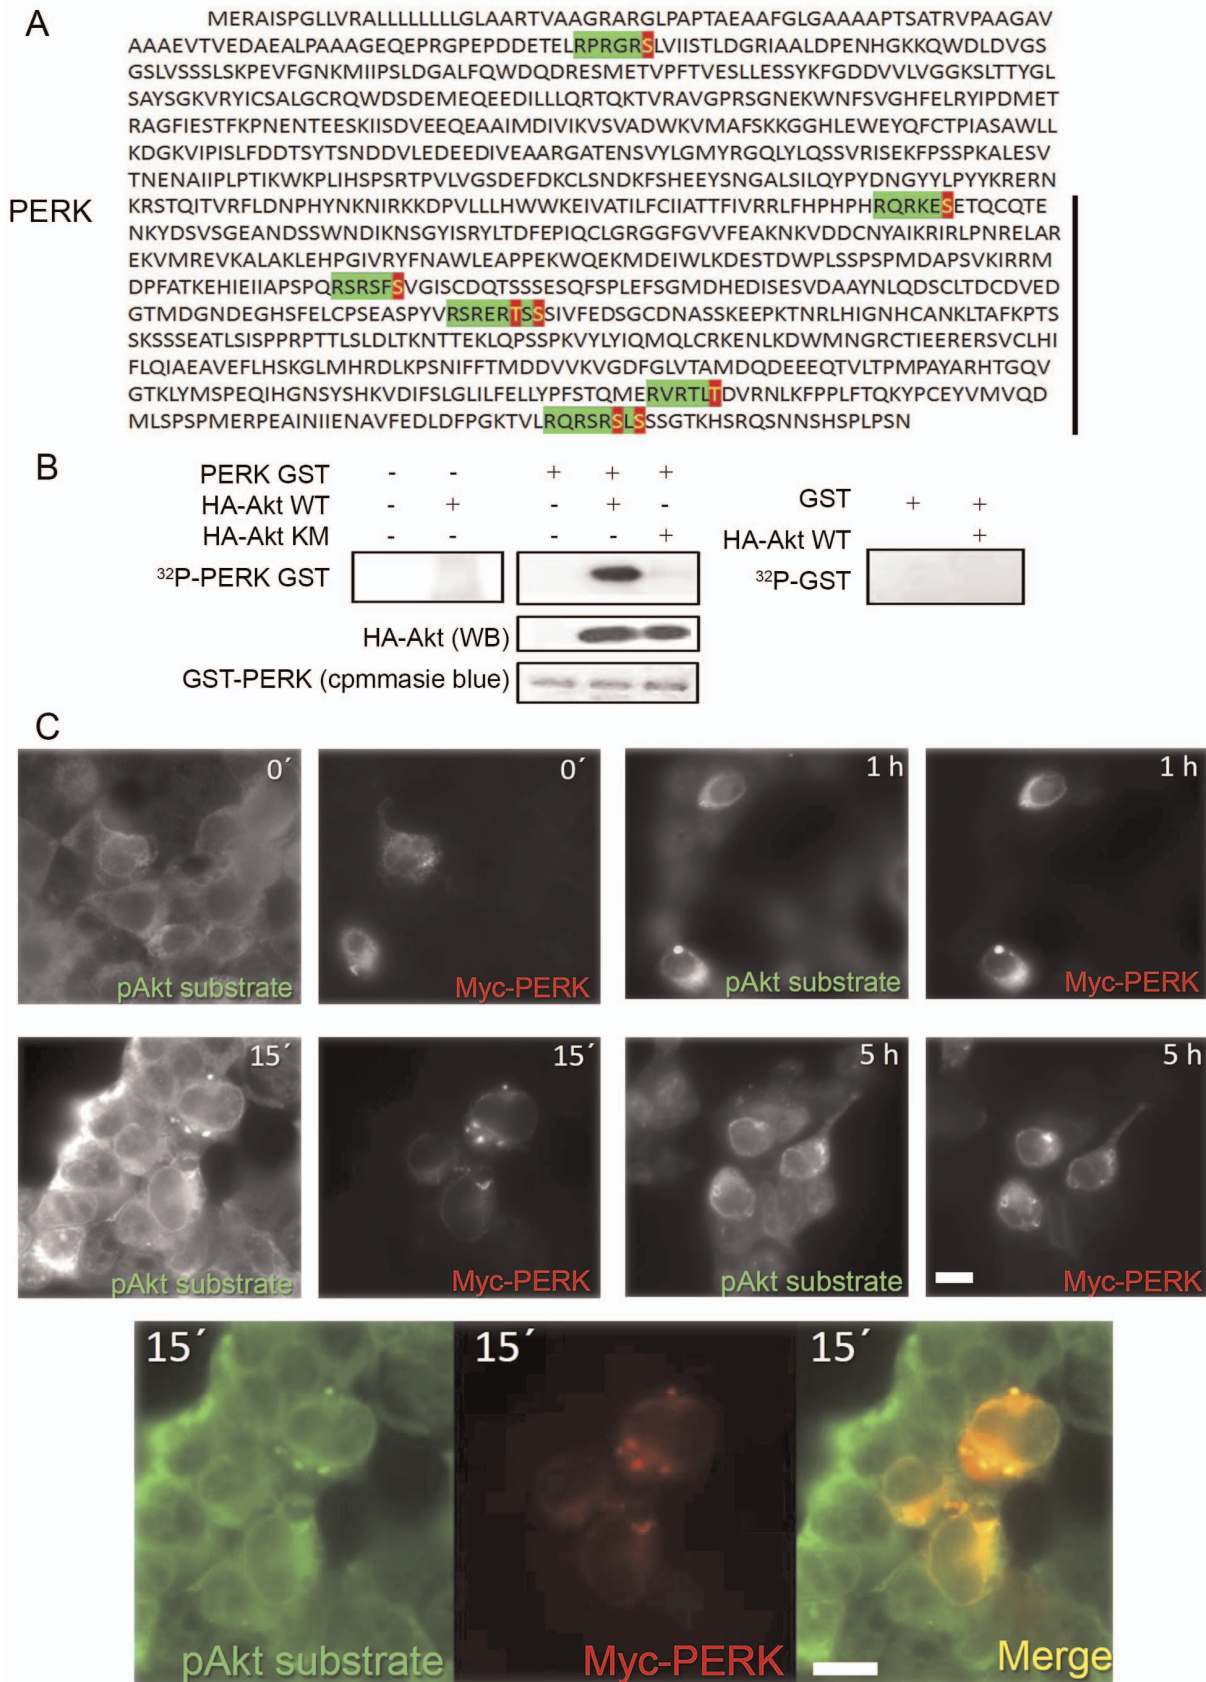 A
MERAISPGLLVRALLLLLLLLGLAARTVAAGRARGLPAPTAEAAFGLGAAAAPTSATRVPAAGAV
AAAEVTVEDAEALPAAAGEQEPRGPEPDDETELRPRGRSLVIISTLDGRIAALDPENHGKKQWDLDVGS
GSLVSSSLSKPEVFGNKMIIPSLDGALFQWDQDRESMETVPFTVESLLESSYKFGDDVVLVGGKSLTTYGL
SAYSGKVRYICSALGCRQWDSDEMEQEEDILLLQRTQKTVRAVGPRSGNEKWNFSVGHFELRYIPDMET
RAGFIESTFKPNENTEESKIISDVEEQEAAIMDIVIKVSVADWKVMAFSKKGGHLEWEYQFCTPIASAWLL
KDGKVIPISLFDDTSYTSNDDVLEDEEDIVEAARGATENSVYLGMYRGQLYLQSSVRISEKFPSSPKALESV
TNENAIIPLPTIKWKPLIHSPSRTPVLVGSDEFDKCLSNDKFSHEEYSNGALSILQYPYDNGYYLPYYKRERN
PERK
KRSTQITVRFLDNPHYNKNIRKKDPVLLLHWWKEIVATILFCIIATTFIVRRLFHPHPHRQRKESETQCQTE
NKYDSVSGEANDSSWNDIKNSGYISRYLTDFEPIQCLGRGGFGVVFEAKNKVDDCNYAIKRIRLPNRELAR
EKVMREVKALAKLEHPGIVRYFNAWLEAPPEKWQEKMDEIWLKDESTDWPLSSPSPMDAPSVKIRRM
DPFATKEHIEIIAPSPQRSRSFSVGISCDQTSSSESQFSPLEFSGMDHEDISESVDAAYNLQDSCLTDCDVED
GTMDGNDEGHSFELCPSEASPYVRSRERTSSSIVFEDSGCDNASSKEEPKTNRLHIGNHCANKLTAFKPTS
SKSSSEATLSISPPRPTTLSLDLTKNTTEKLQPSSPKVYLYIQMQLCRKENLKDWMNGRCTIEERERSVCLHI
FLQIAEAVEFLHSKGLMHRDLKPSNIFFTMDDVVKVGDFGLVTAMDQDEEEQTVLTPMPAYARHTGQV
GTKLYMSPEQIHGNSYSHKVDIFSLGLILFELLYPFSTQMERVRTLTDVRNLKFPPLFTQKYPCEYVMVQD
MLSPSPMERPEAINIIENAVFEDLDFPGKTVLRQRSRSLSSSGTKHSRQSNNSHSPLPSN
B
PERK GST - - + + +
HA-Akt WT - + - + -
HA-Akt KM - - - - +
32P-PERK GST
HA-Akt (WB)
GST-PERK (cpmmasie blue)
GST + +
HA-Akt WT +
32P-GST
C
0´ 0´ 1 h 1 h
pAkt substrate Myc-PERK pAkt substrate Myc-PERK
15´ 15´ 5 h 5 h
pAkt substrate Myc-PERK pAkt substrate Myc-PERK
15´ 15´ 15´
pAkt substrate Myc-PERK Merge